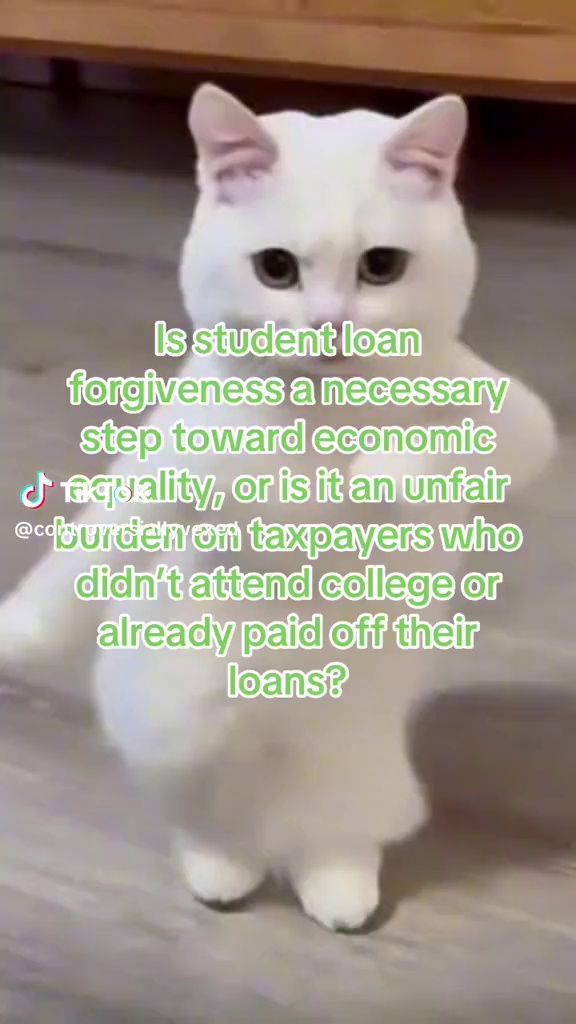 Is student loan
forgiveness a necessary
step toward economic
equality, or is it an unfair
TikTok
@controversiallyvexed
burden on taxpayers who
didn't attend college or
already paid off their
loans?